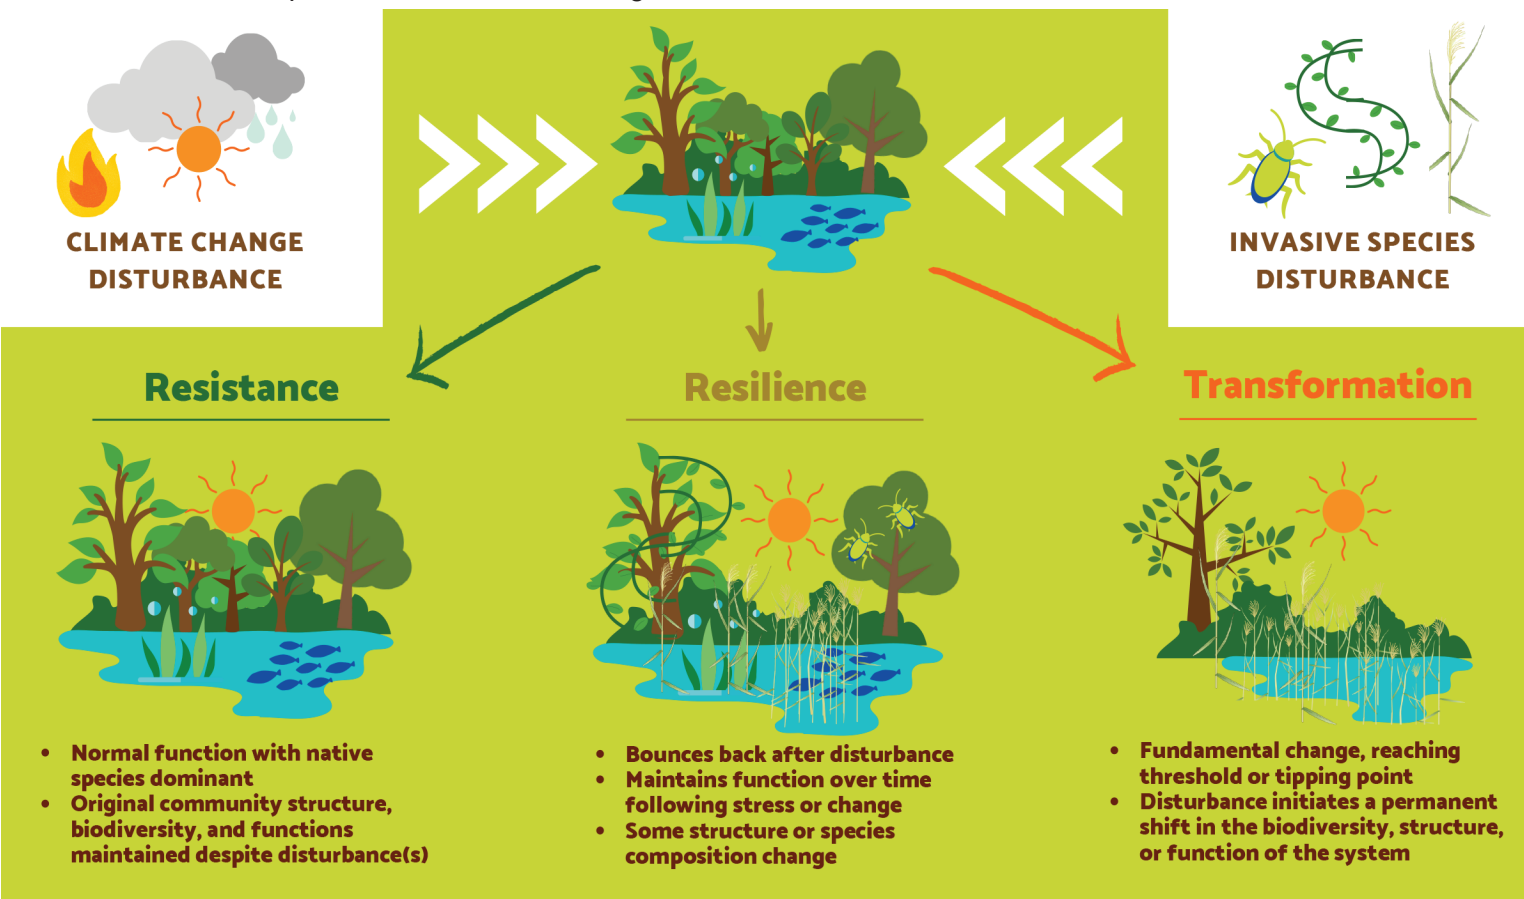 CLIMATE CHANGE
DISTURBANCE
INVASIVE SPECIES
DISTURBANCE
Resistance
Resilience
Transformation
• Normal function with native
species dominant
• Original community structure,
biodiversity, and functions
maintained despite disturbance(s)
• Bounces back after disturbance
• Maintains function over time
following stress or change
• Some structure or species
composition change
• Fundamental change, reaching
threshold or tipping point
• Disturbance initiates a permanent
shift in the biodiversity, structure,
or function of the system